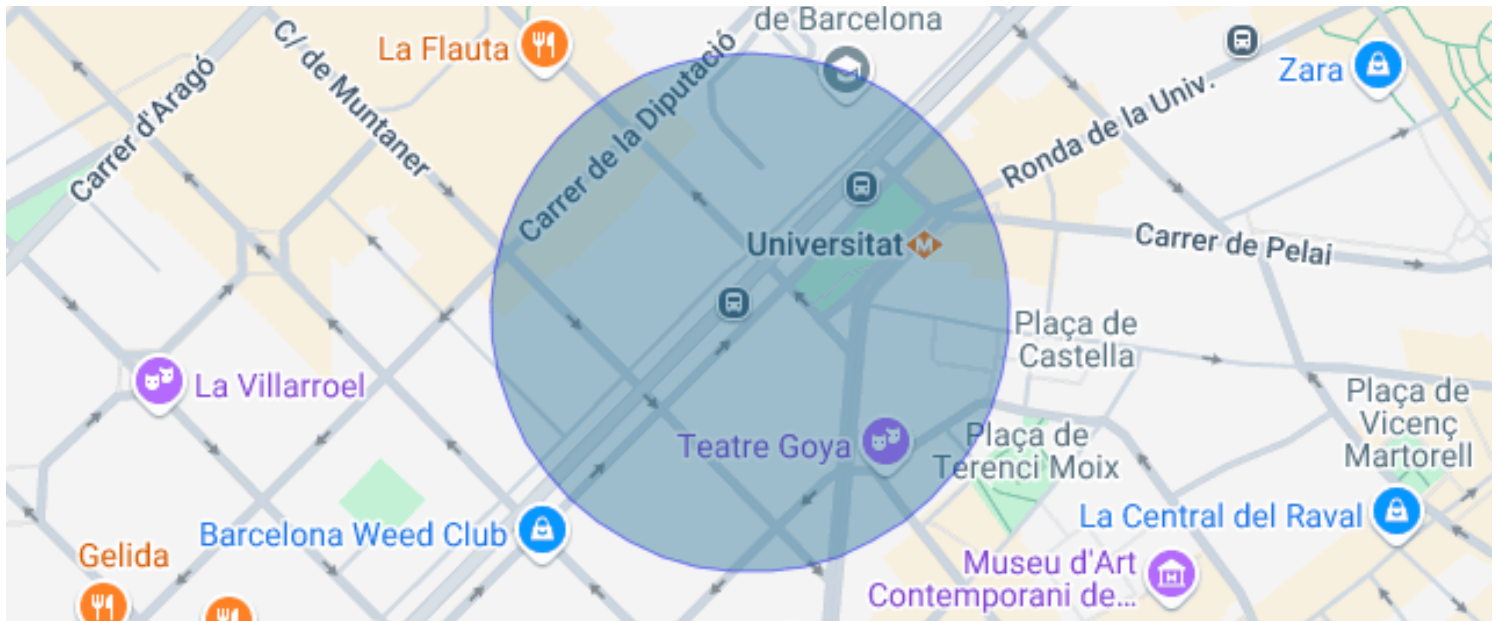 de Barcelona
La Flauta
Zara
C/ de Muntaner
Carrer de la Diputació
Carrer d'Aragó
Ronda de la Univ.
Universitat
M
Carrer de Pelai
Plaça de
Castella
La Villarroel
Plaça de
Vicenç
Martorell
Teatre Goya
Plaça de
Terenci Moix
La Central del Raval
Barcelona Weed Club
Gelida
Museu d'Art
Contemporani de...